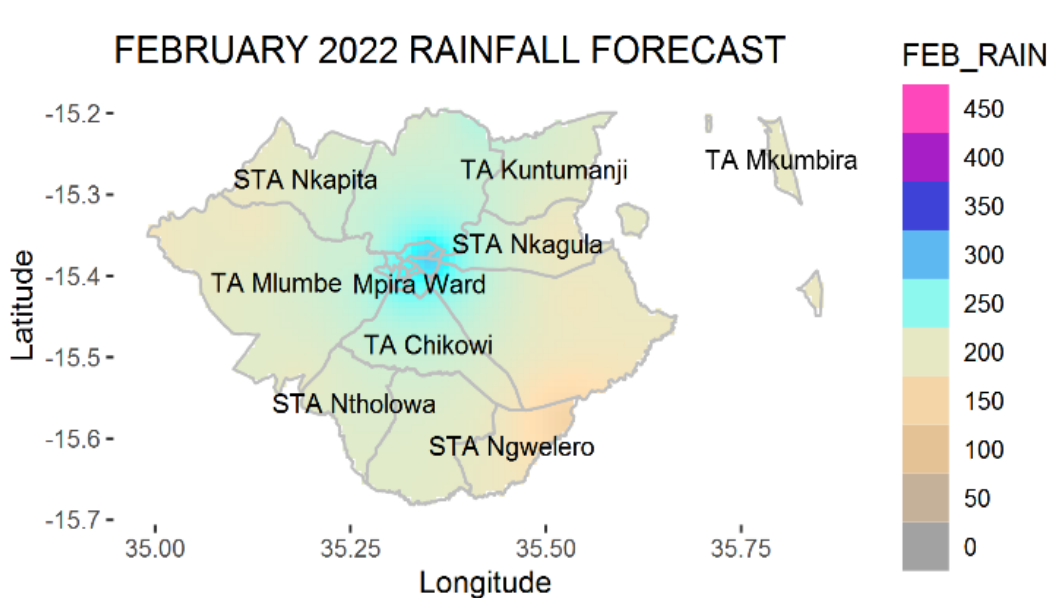 FEBRUARY 2022 RAINFALL FORECAST
FEB_RAIN
Latitude
-15.2
-15.3
-15.4
-15.5
-15.6
-15.7
TA Mkumbira
TA Kuntumanji
STA Nkapita
STA Nkagula
TA Mlumbe
Mpira Ward
TA Chikowi
STA Ntholowa
STA Ngwelero
35.00
35.25
35.50
35.75
Longitude
450
400
350
300
250
200
150
100
50
0